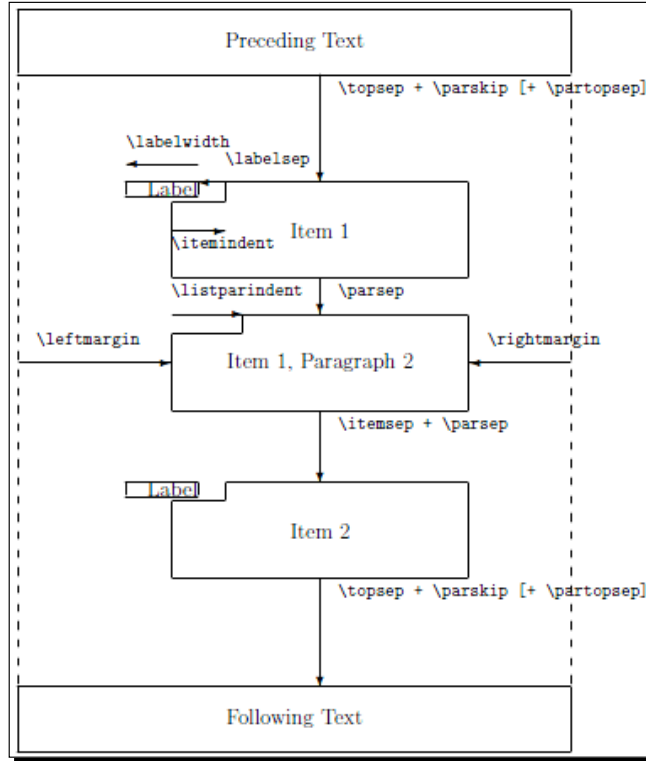 Preceding Text
\topsep + \parskip [+ \partopsep]
\labelwidth
\labelsep
Label
Item 1
\itemindent
\listparindent
\parsep
\leftmargin
\rightmargin
Item 1, Paragraph 2
\itemsep + \parsep
Label
Item 2
\topsep + \parskip [+ \partopsep]
Following Text